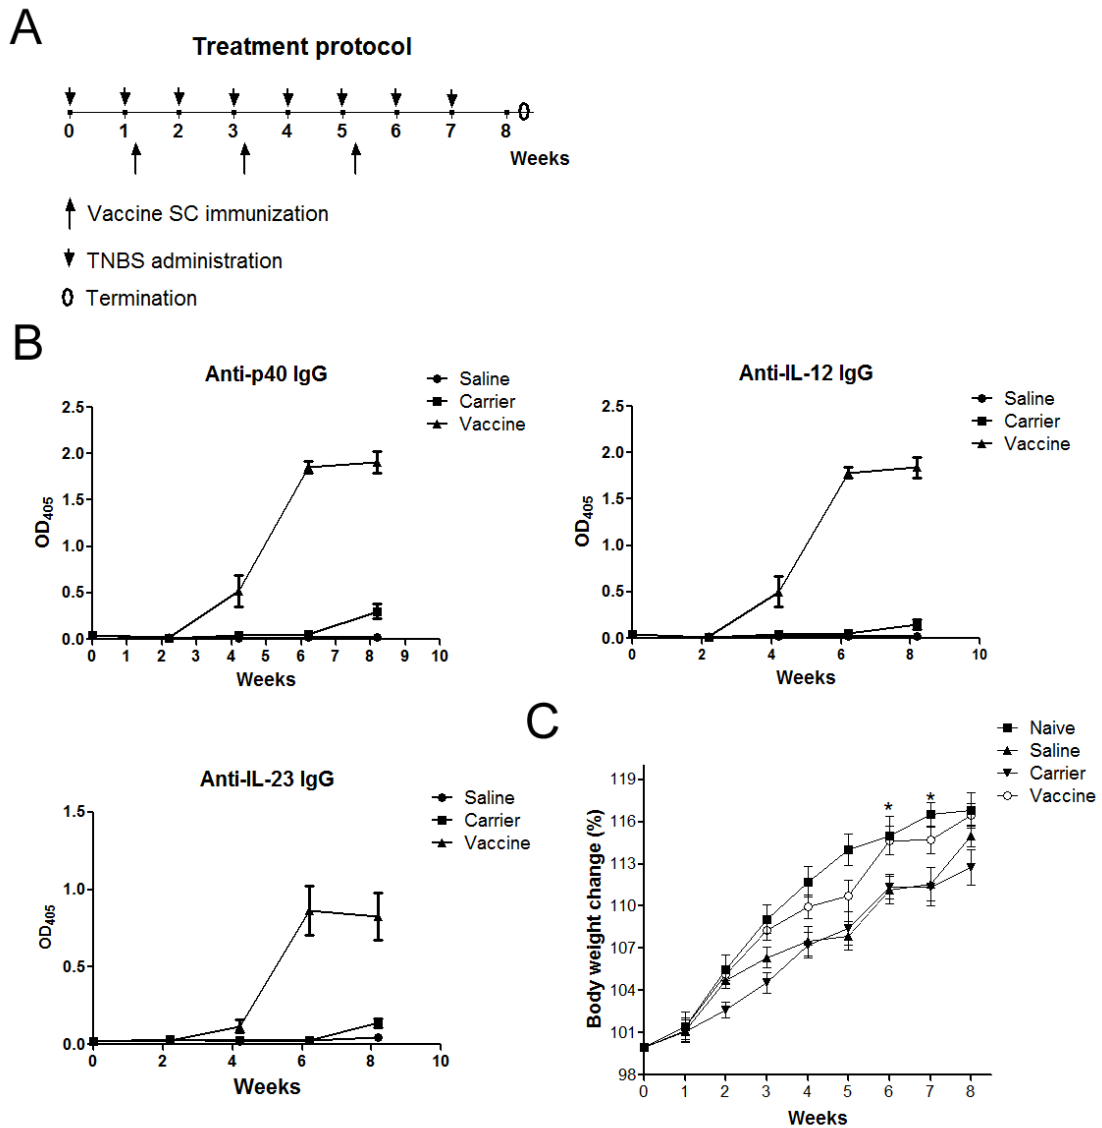 A
Treatment protocol
0 1 2 3 4 5 6 7 8
Weeks
Vaccine SC immunization
TNBS administration
Termination
B
Anti-p40 IgG
Saline
Carrier
Vaccine
2.5
2.0
1.5
1.0
0.5
0.0
OD405
0 1 2 3 4 5 6 7 8 9 10
Weeks
Anti-IL-12 IgG
Saline
Carrier
Vaccine
2.5
2.0
1.5
1.0
0.5
0.0
OD405
0 2 4 6 8 10
Weeks
Anti-IL-23 IgG
Saline
Carrier
Vaccine
1.5
1.0
0.5
0.0
OD405
0 2 4 6 8 10
Weeks
C
Naive
Saline
Carrier
Vaccine
119
116
113
110
107
104
101
98
Body weight change (%)
* *
0 1 2 3 4 5 6 7 8
Weeks